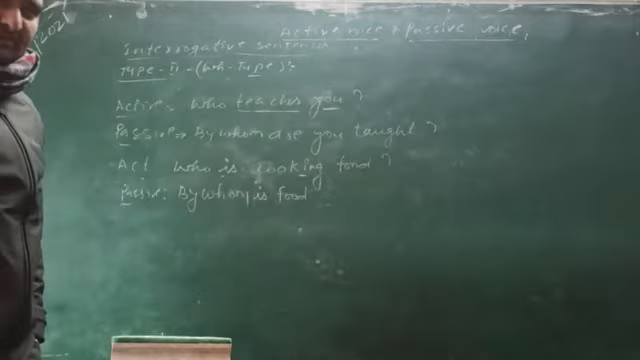 /2021
Active voice & passive voice,
Interrogative sentences
Type-II - (Wh-Type):
Active - Who teaches you?
Passive => By whom are you taught?
Act! Who is cooking food?
Passive: By whom is food